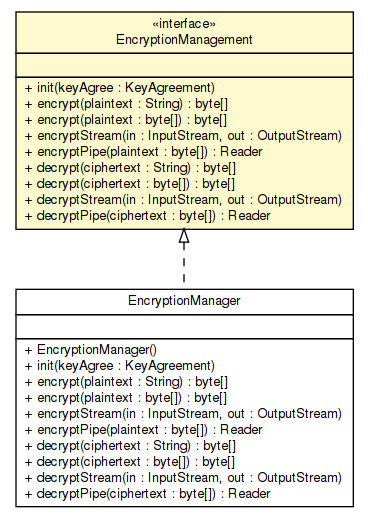 «interface»
EncryptionManagement
+ init(keyAgree : KeyAgreement)
+ encrypt(plaintext : String) : byte[]
+ encrypt(plaintext : byte[]) : byte[]
+ encryptStream(in : InputStream, out : OutputStream)
+ encryptPipe(plaintext : byte[]) : Reader
+ decrypt(ciphertext : String) : byte[]
+ decrypt(ciphertext : byte[]) : byte[]
+ decryptStream(in : InputStream, out : OutputStream)
+ decryptPipe(ciphertext : byte[]) : Reader
EncryptionManager
+ EncryptionManager()
+ init(keyAgree : KeyAgreement)
+ encrypt(plaintext : String) : byte[]
+ encrypt(plaintext : byte[]) : byte[]
+ encryptStream(in : InputStream, out : OutputStream)
+ encryptPipe(plaintext : byte[]) : Reader
+ decrypt(ciphertext : String) : byte[]
+ decrypt(ciphertext : byte[]) : byte[]
+ decryptStream(in : InputStream, out : OutputStream)
+ decryptPipe(ciphertext : byte[]) : Reader